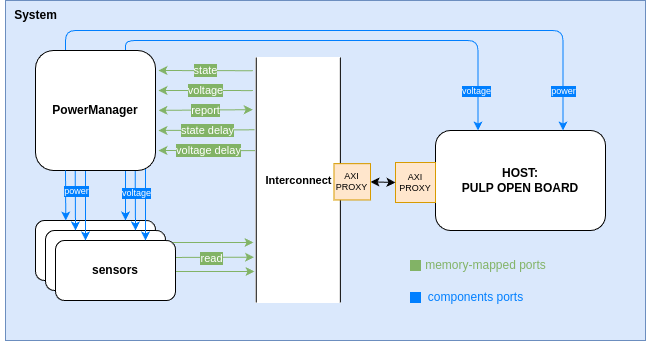 System
state
voltage
report
state delay
voltage delay
PowerManager
voltage
power
HOST:
PULP OPEN BOARD
Interconnect
AXI
PROXY
AXI
PROXY
power
voltage
sensors
read
memory-mapped ports
components ports